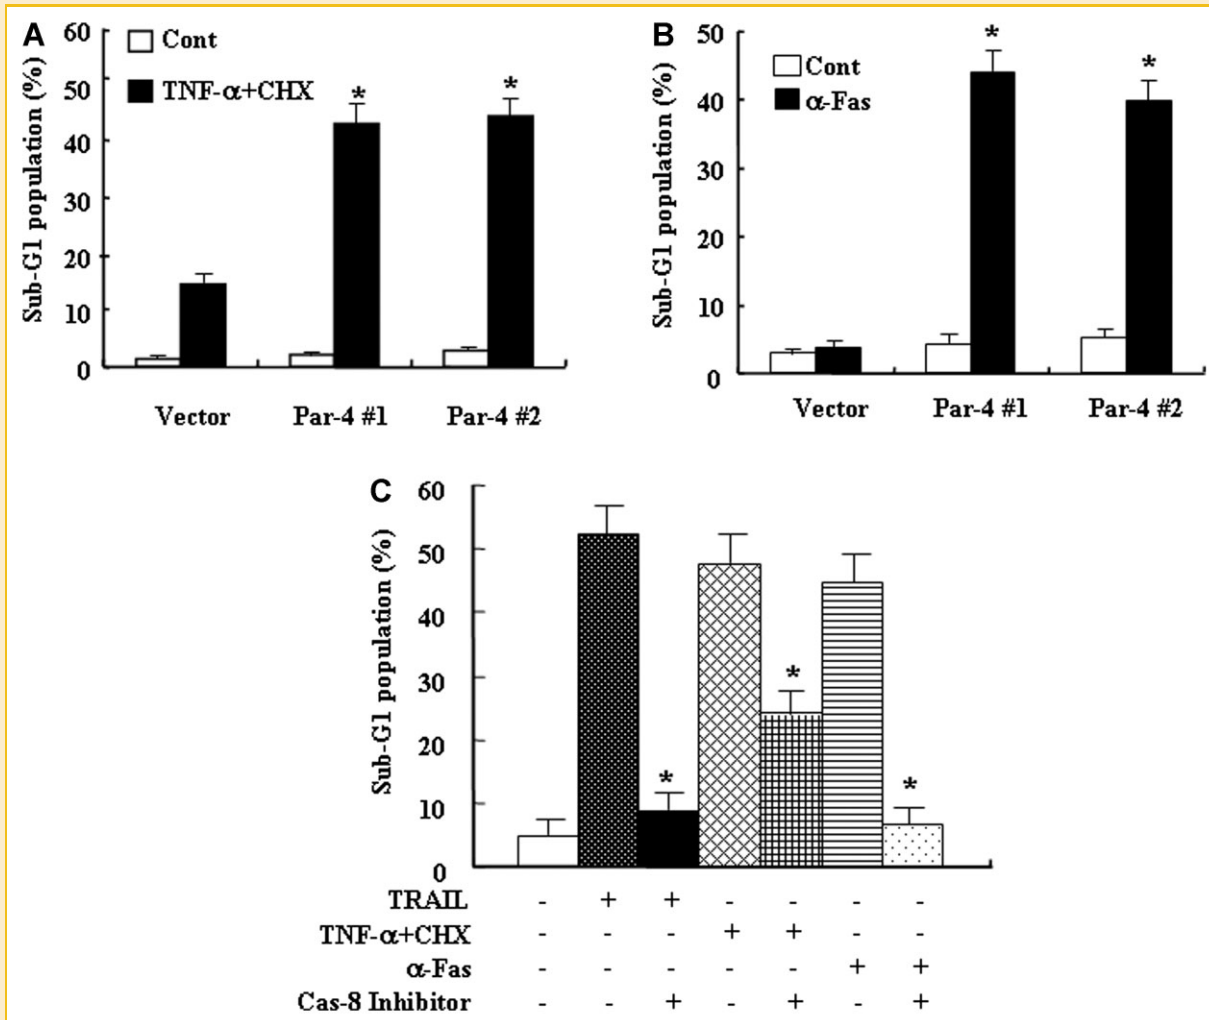 A
60
50
40
30
20
10
0
Sub-G1 population (%)
Cont
TNF-α+CHX
*
*
Vector Par-4 #1 Par-4 #2
B
50
40
30
20
10
0
Sub-G1 population (%)
Cont
α-Fas
*
*
Vector Par-4 #1 Par-4 #2
C
60
50
40
30
20
10
0
Sub-G1 population (%)
*
*
*
TRAIL - + + - - - -
TNF-α+CHX - - - + + - -
α-Fas - - - - - + +
Cas-8 Inhibitor - - + - + - +